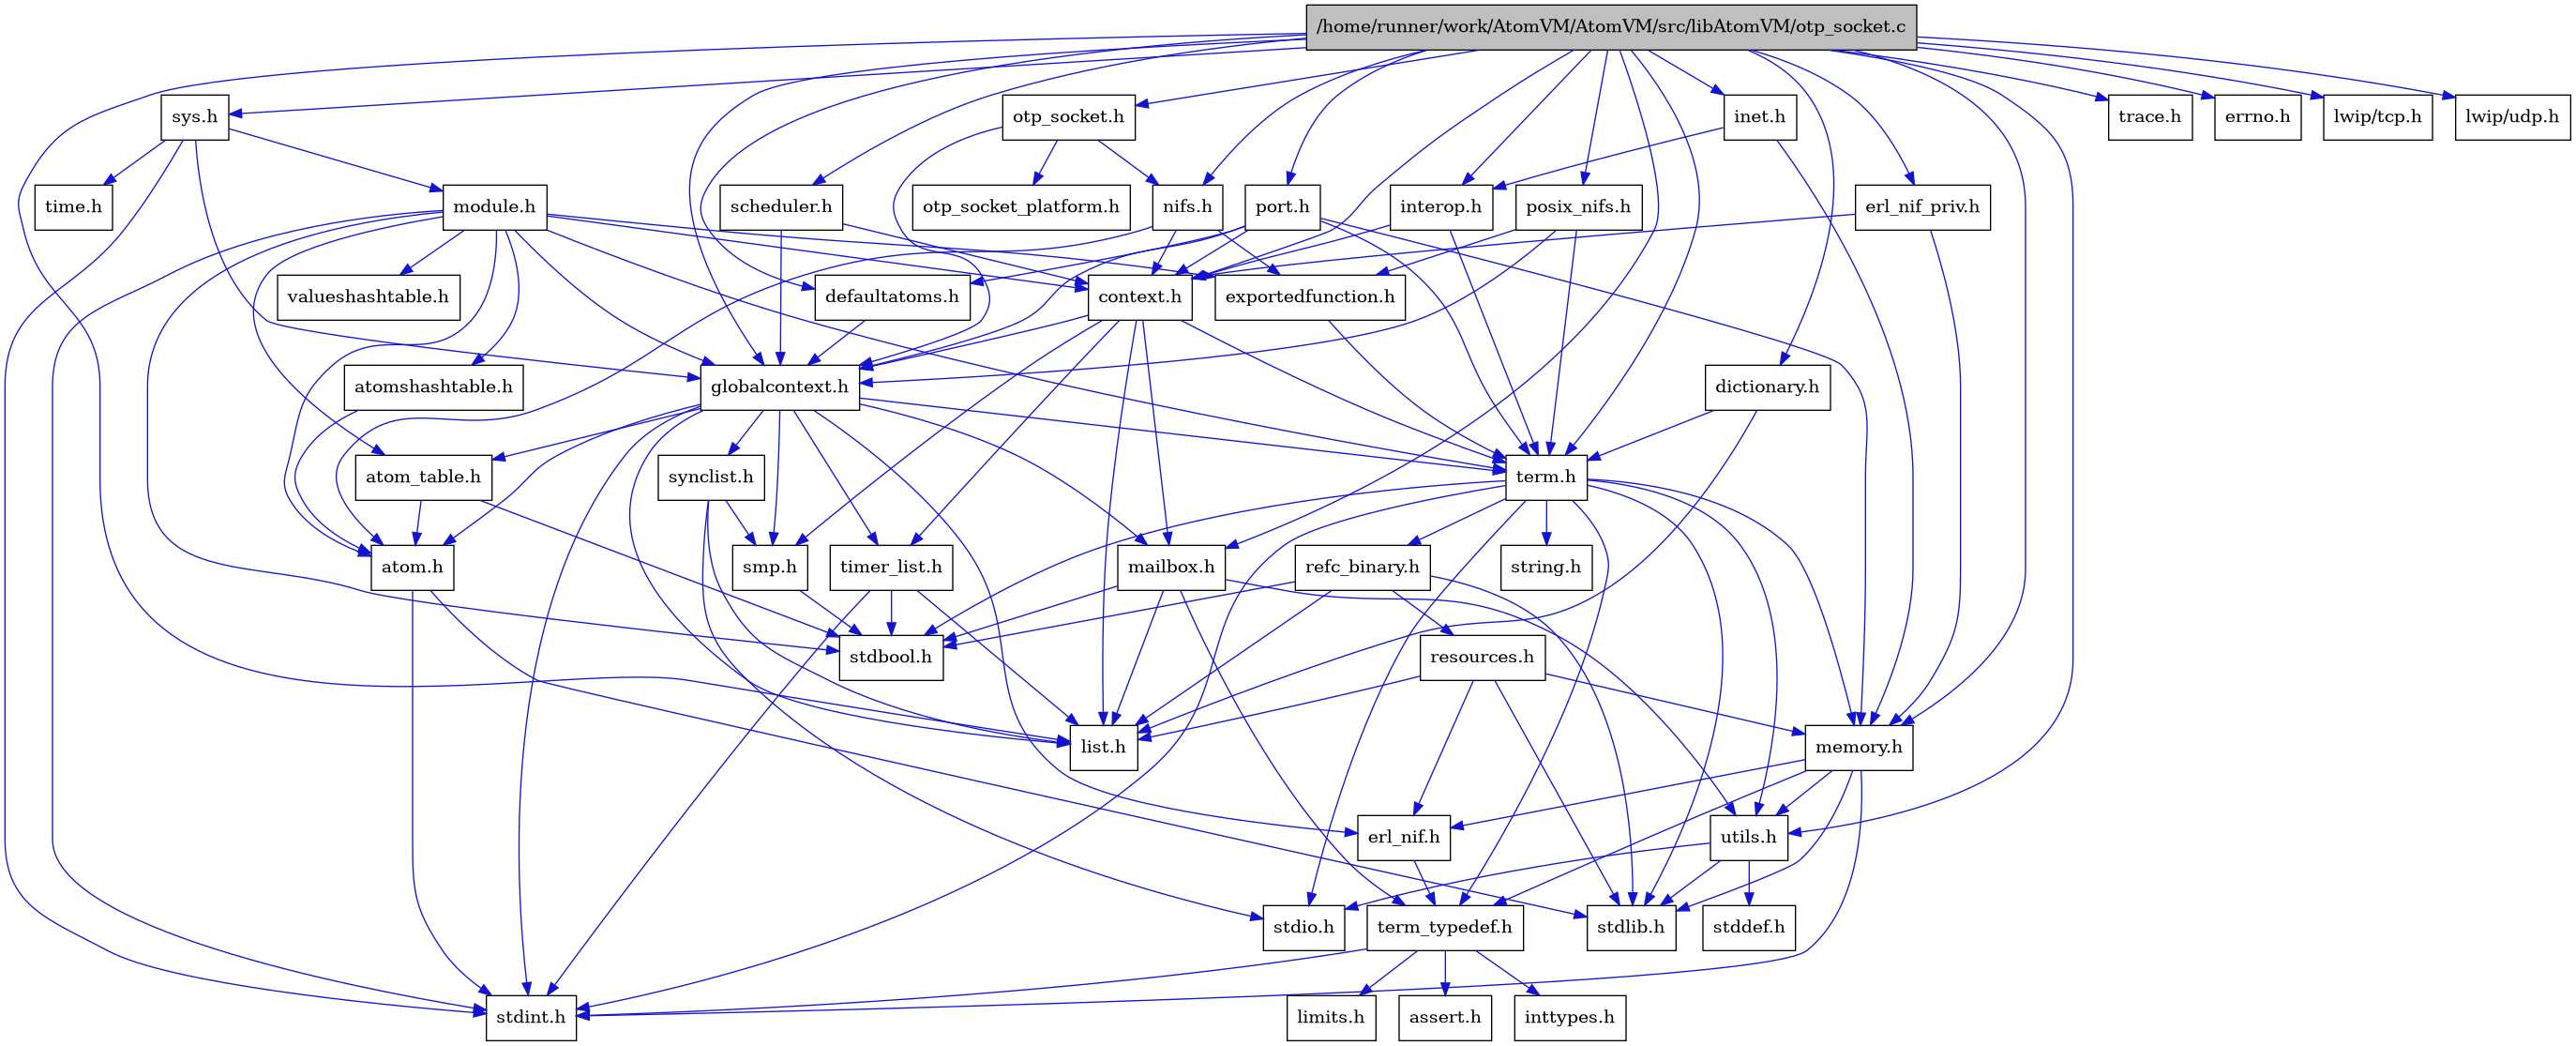 /home/runner/work/AtomVM/AtomVM/src/libAtomVM/otp_socket.c
sys.h
otp_socket.h
inet.h
trace.h
errno.h
lwip/tcp.h
lwip/udp.h
time.h
module.h
scheduler.h
otp_socket_platform.h
nifs.h
port.h
interop.h
posix_nifs.h
erl_nif_priv.h
valueshashtable.h
defaultatoms.h
context.h
exportedfunction.h
atomshashtable.h
globalcontext.h
dictionary.h
atom_table.h
synclist.h
term.h
atom.h
smp.h
timer_list.h
mailbox.h
refc_binary.h
string.h
stdbool.h
resources.h
list.h
memory.h
erl_nif.h
utils.h
stdio.h
term_typedef.h
stdlib.h
stddef.h
stdint.h
limits.h
assert.h
inttypes.h